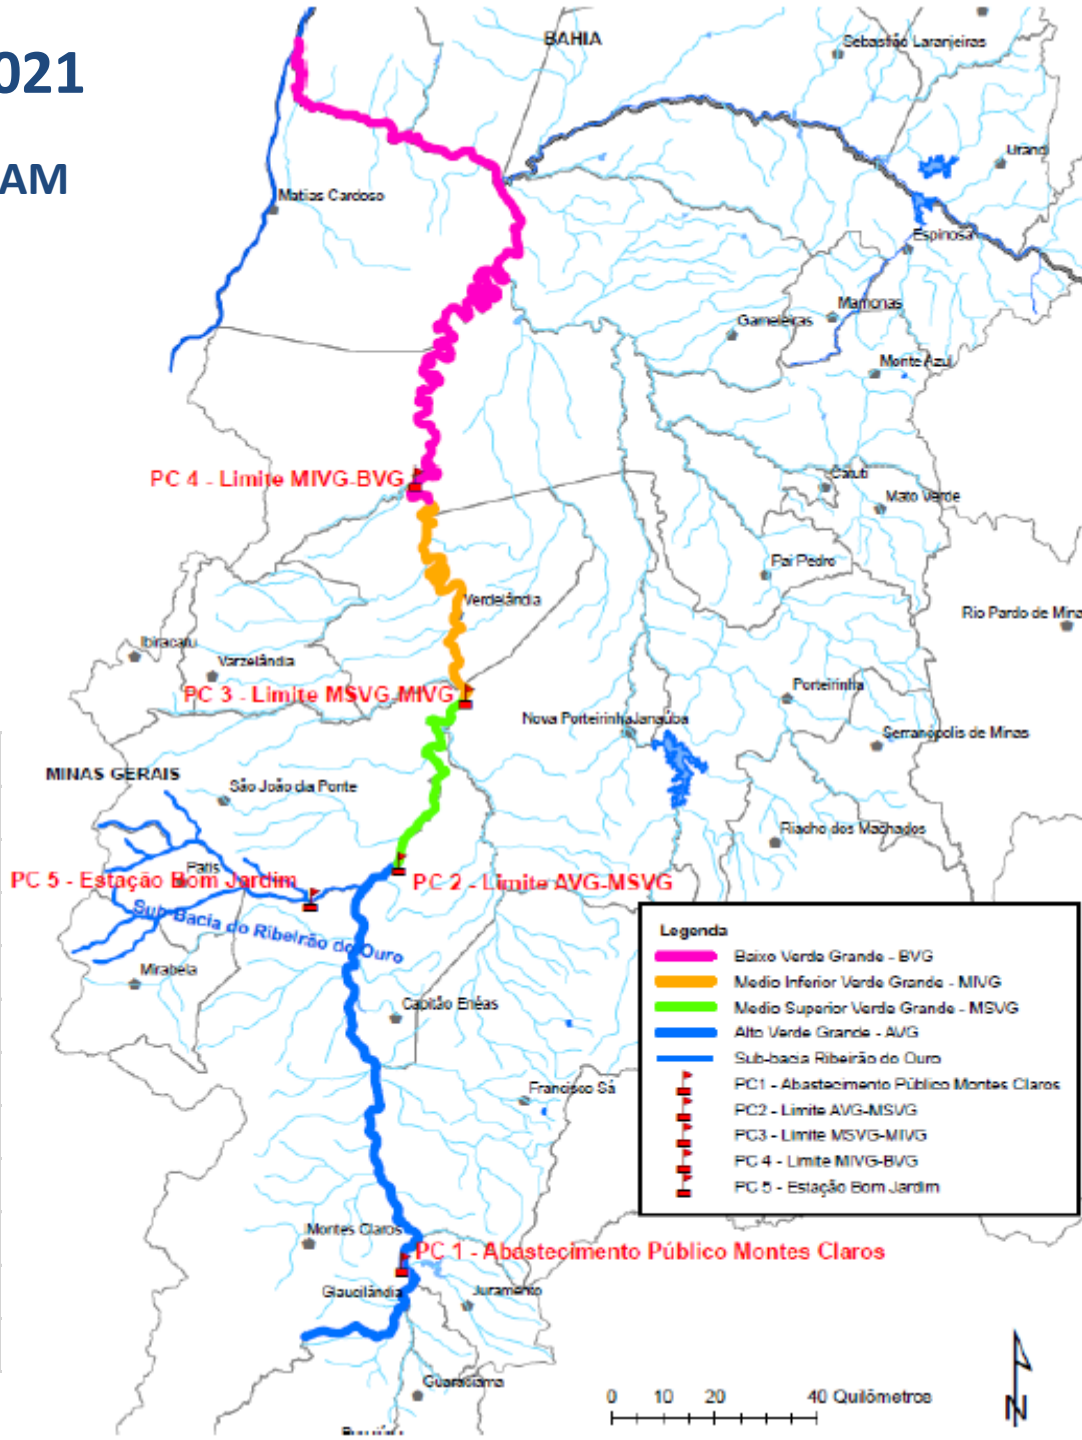 021
BAHIA
Sebastião Laranjeiras
AM
Urandi
Matias Cardoso
Espinosa
Mamonas
Gameleiras
Monte Azul
PC 4 - Limite MIVG-BVG
Catuti
Mato Verde
Pai Pedro
Verdelândia
Rio Pardo de Mina
Ibiracatu
Varzelândia
PC 3 - Limite MSVG-MIVG
Porteirinha
Nova Porteirinha
Janaúba
Serranópolis de Minas
MINAS GERAIS
São João da Ponte
Riacho dos Machados
Patis
PC 5 - Estação Bom Jardim
PC 2 - Limite AVG-MSVG
Sub-Bacia do Ribeirão do Ouro
Mirabela
Capitão Enéas
Francisco Sá
Legenda
Baixo Verde Grande - BVG
Medio Inferior Verde Grande - MIVG
Medio Superior Verde Grande - MSVG
Alto Verde Grande - AVG
Sub-bacia Ribeirão do Ouro
PC1 - Abastecimento Público Montes Claros
PC2 - Limite AVG-MSVG
PC3 - Limite MSVG-MIVG
PC 4 - Limite MIVG-BVG
PC 5 - Estação Bom Jardim
Montes Claros
PC 1 - Abastecimento Público Montes Claros
Glaucilândia
Juramento
Guaraciama
0 10 20 40 Quilômetros
N